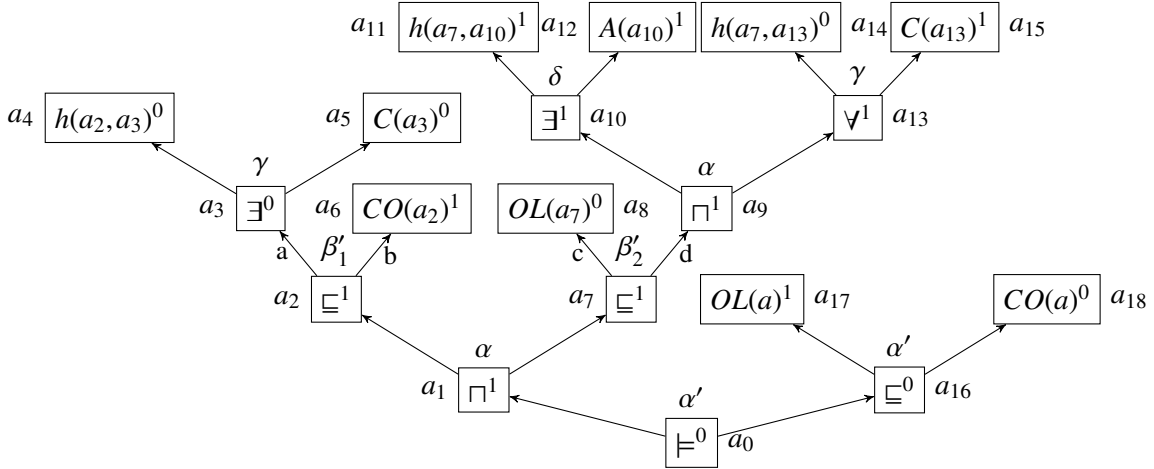 a₁₁ h(a₇,a₁₀)¹ a₁₂ A(a₁₀)¹ h(a₇,a₁₃)⁰ a₁₄ C(a₁₃)¹ a₁₅
δ γ
a₄ h(a₂,a₃)⁰ a₅ C(a₃)⁰ ∃¹ a₁₀ ∀¹ a₁₃
γ α
a₃ ∃⁰ a₆ CO(a₂)¹ OL(a₇)⁰ a₈ ⊓¹ a₉
a β′₁ b c β′₂ d
a₂ ⊑¹ a₇ ⊑¹ OL(a)¹ a₁₇ CO(a)⁰ a₁₈
α α′
a₁ ⊓¹ ⊑⁰ a₁₆
α′
⊨⁰ a₀